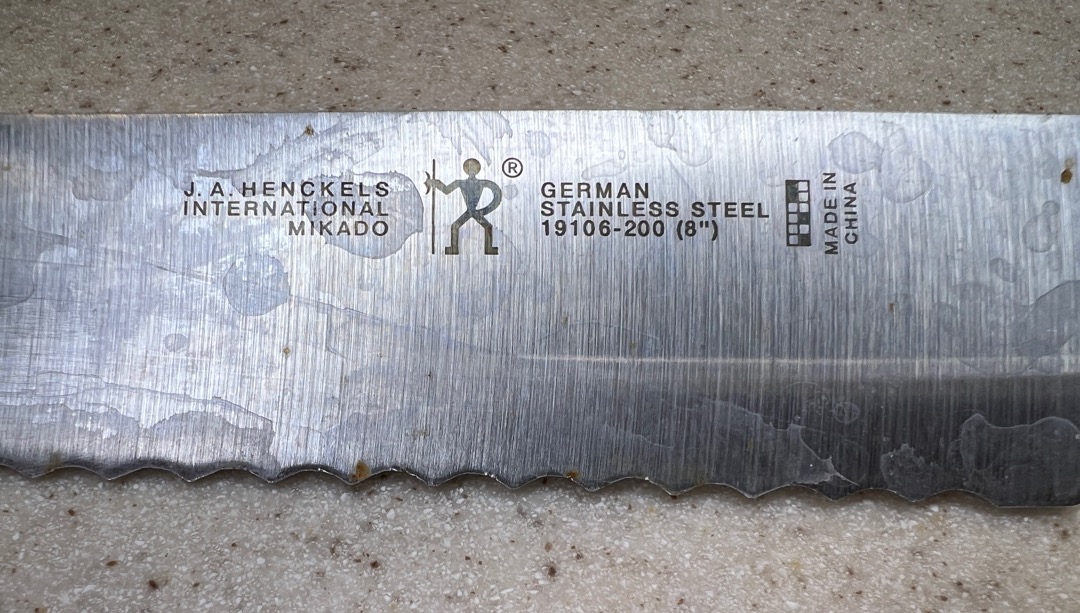 J. A. HENCKELS
INTERNATIONAL
MIKADO
®
GERMAN
STAINLESS STEEL
19106-200 (8")
MADE IN
CHINA